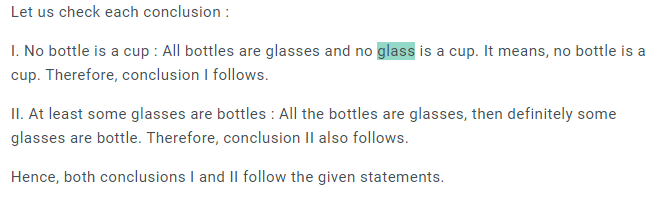 Let us check each conclusion :
I. No bottle is a cup : All bottles are glasses and no glass is a cup. It means, no bottle is a
cup. Therefore, conclusion I follows.
II. At least some glasses are bottles : All the bottles are glasses, then definitely some
glasses are bottle. Therefore, conclusion II also follows.
Hence, both conclusions I and II follow the given statements.